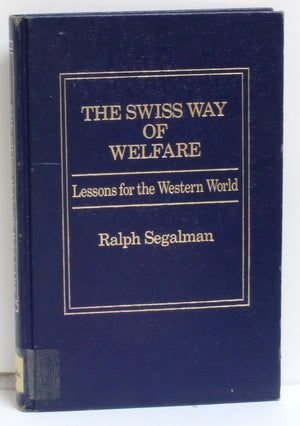 THE SWISS WAY
OF
WELFARE
Lessons for the Western World
Ralph Segalman